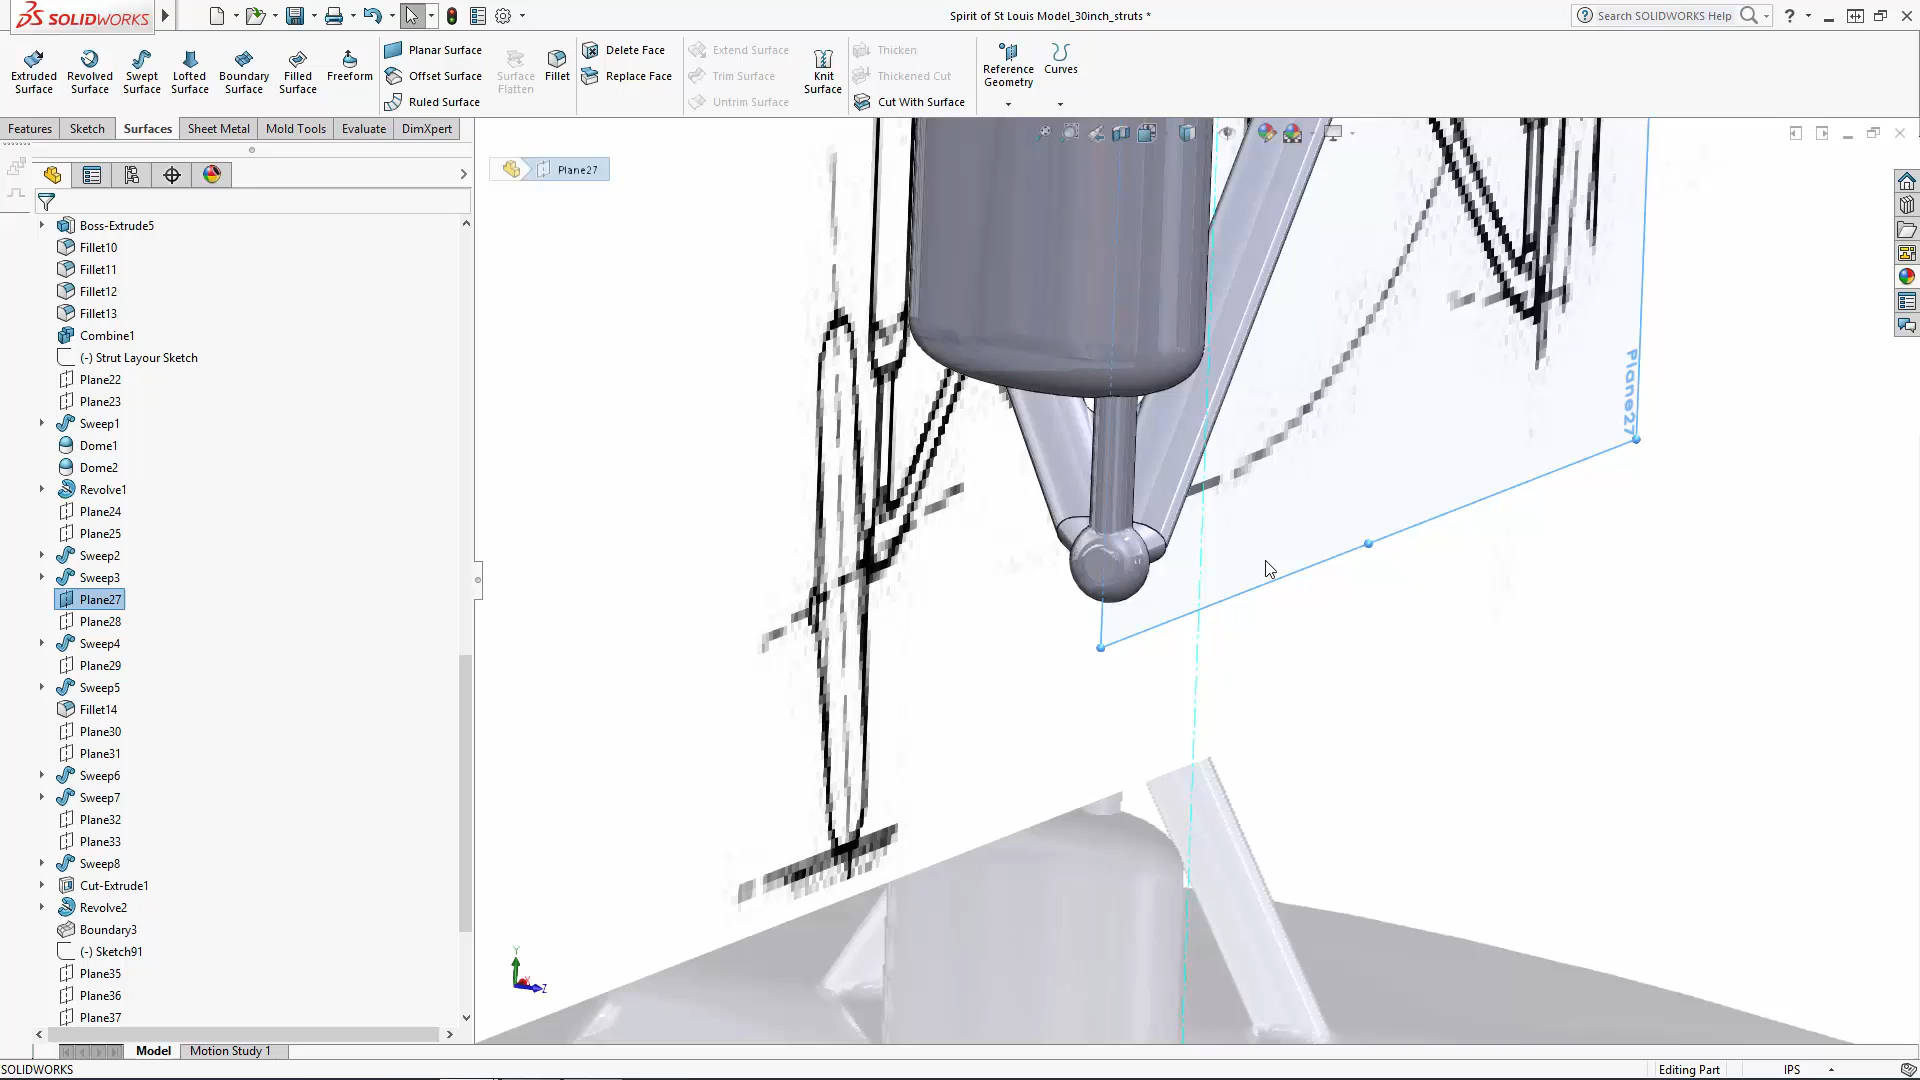 SOLIDWORKS
Spirit of St Louis Model_30inch_struts *
Search SOLIDWORKS Help
?
Extruded Surface
Revolved Surface
Swept Surface
Lofted Surface
Boundary Surface
Filled Surface
Freeform
Planar Surface
Offset Surface
Ruled Surface
Surface Flatten
Fillet
Delete Face
Replace Face
Extend Surface
Trim Surface
Untrim Surface
Knit Surface
Thicken
Thickened Cut
Cut With Surface
Reference Geometry
Curves
Features
Sketch
Surfaces
Sheet Metal
Mold Tools
Evaluate
DimXpert
Plane27
Boss-Extrude5
Fillet10
Fillet11
Fillet12
Fillet13
Combine1
(-) Strut Layour Sketch
Plane22
Plane23
Sweep1
Dome1
Dome2
Revolve1
Plane24
Plane25
Sweep2
Sweep3
Plane27
Plane28
Sweep4
Plane29
Sweep5
Fillet14
Plane30
Plane31
Sweep6
Sweep7
Plane32
Plane33
Sweep8
Cut-Extrude1
Revolve2
Boundary3
(-) Sketch91
Plane35
Plane36
Plane37
Plane27
Y
Z
Model
Motion Study 1
SOLIDWORKS
Editing Part
IPS